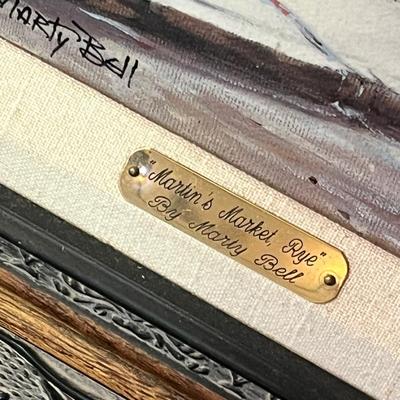 Marty Bell
"Martin's Market, Rye"
By Marty Bell